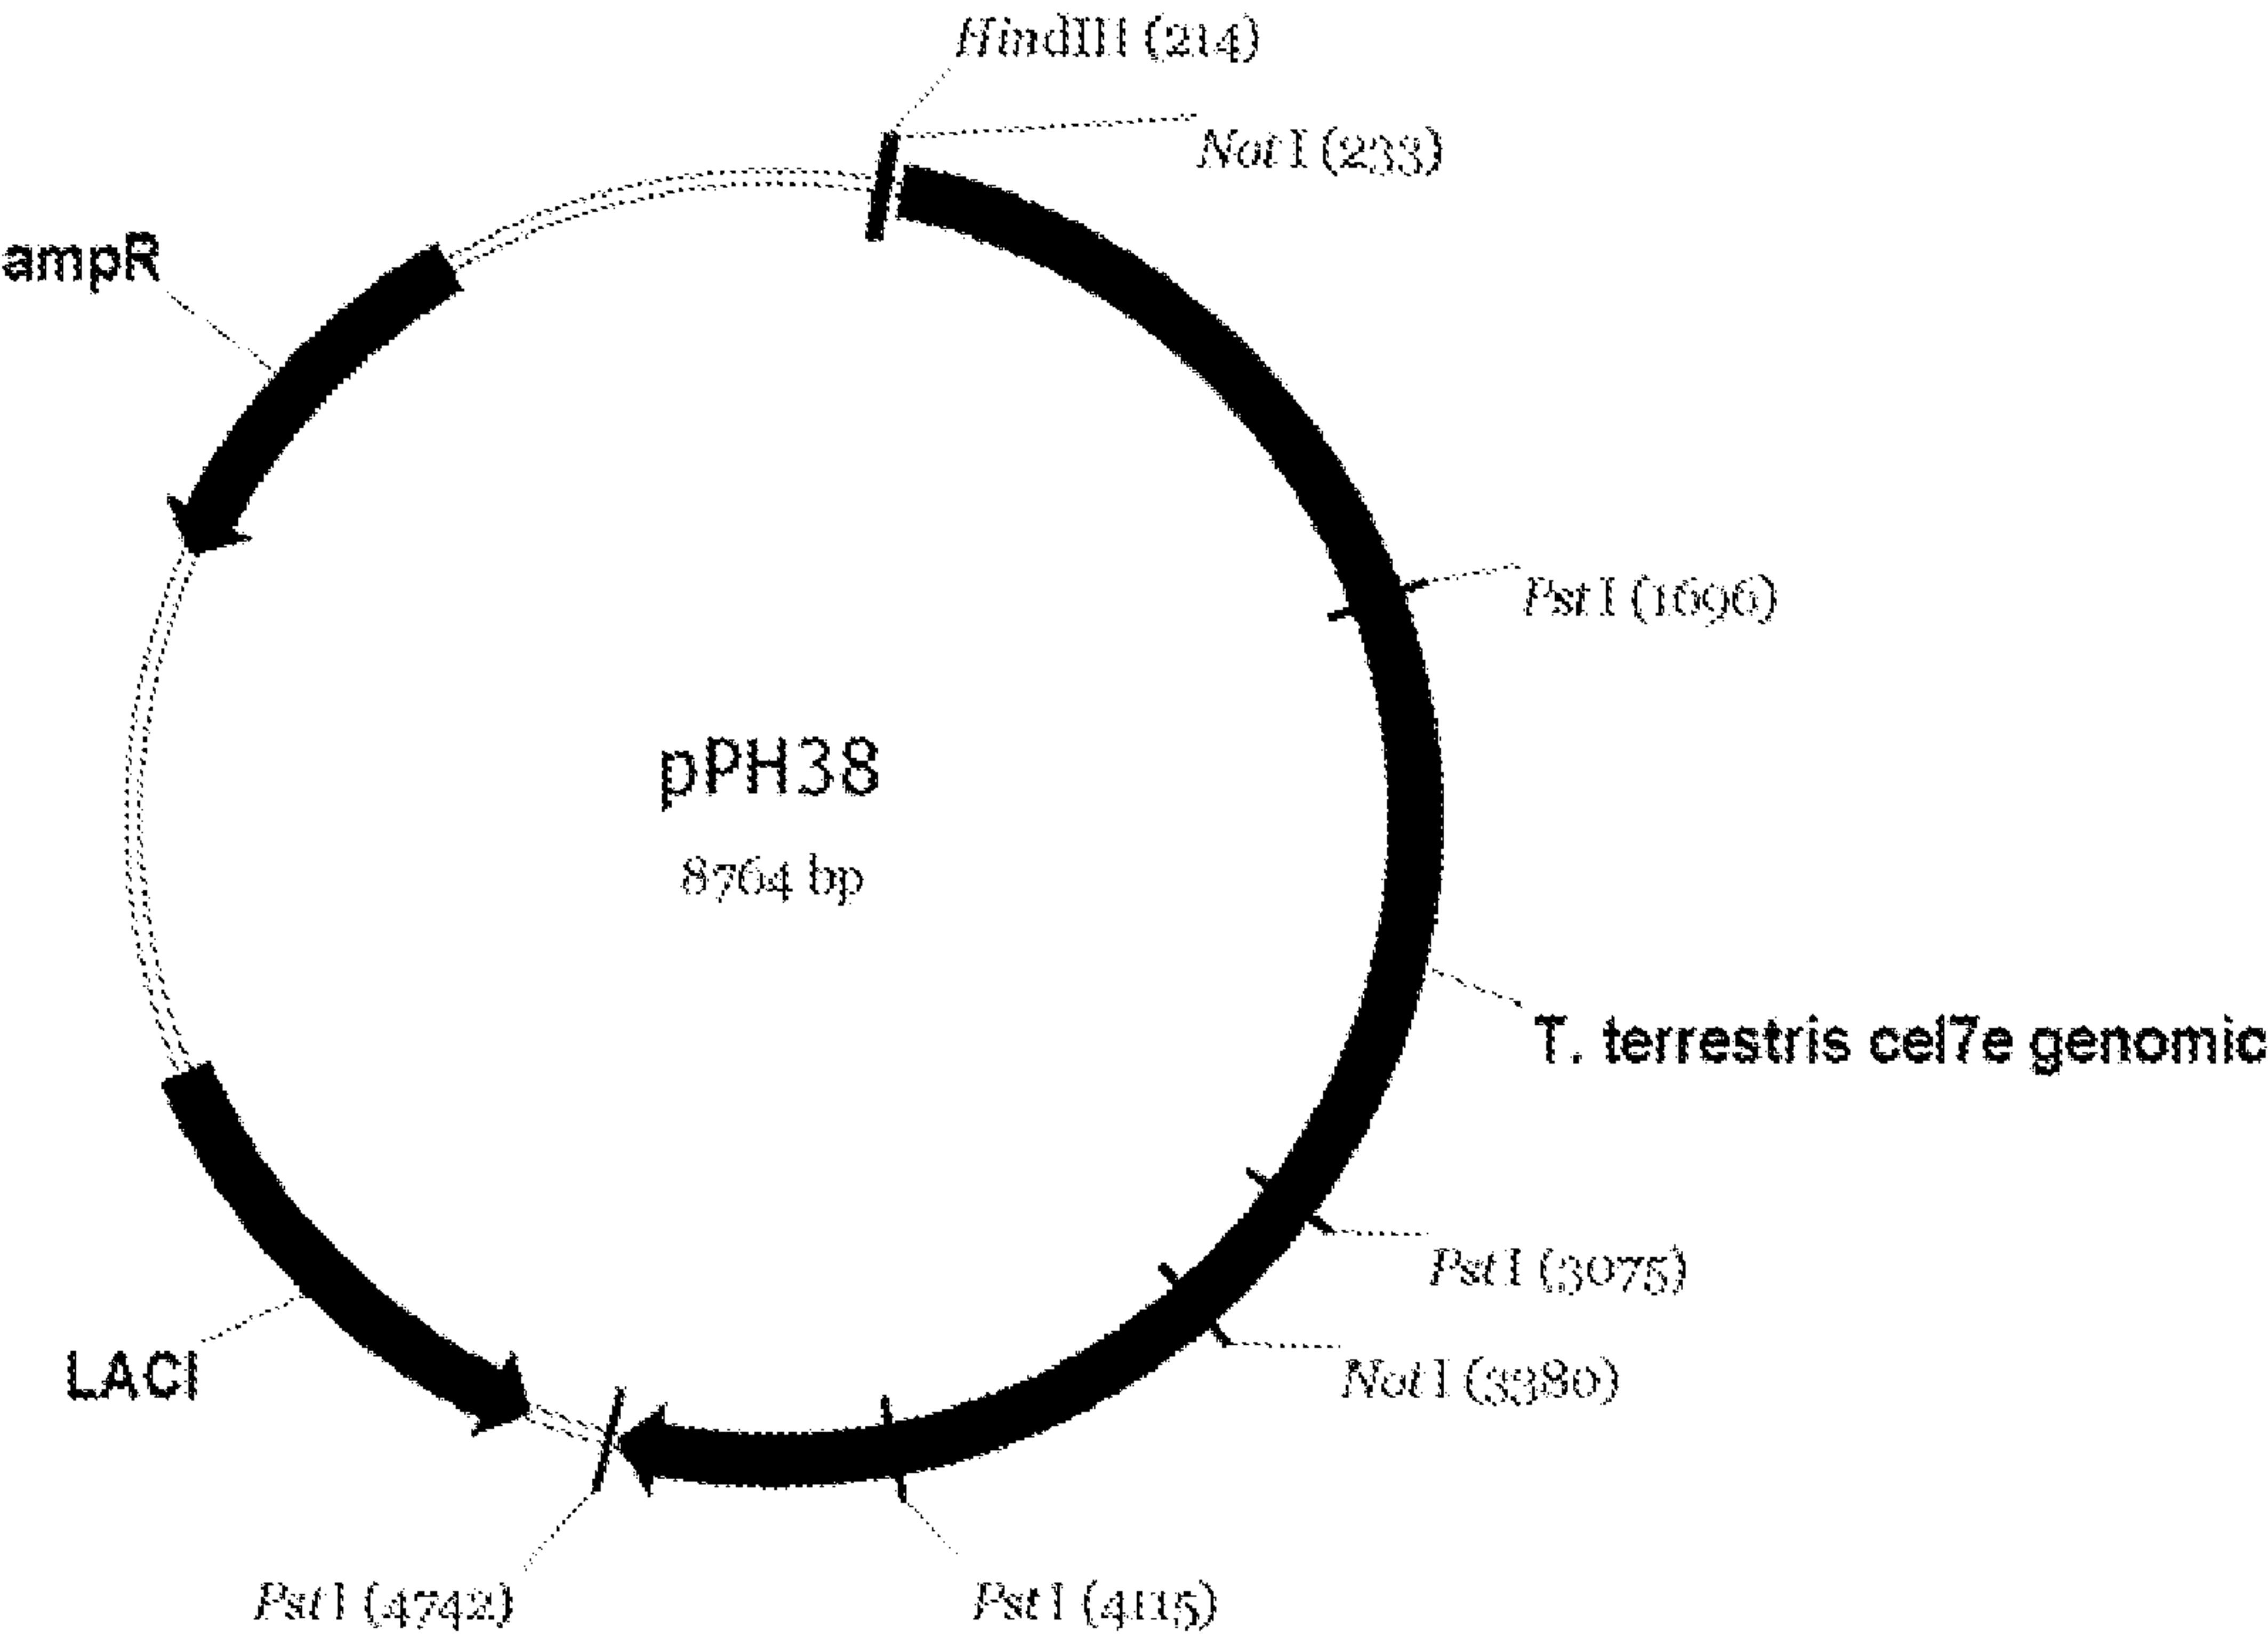 HindIII (214)
NotI (233)
ampR
PstI (1696)
pPH38
8764 bp
T. terrestris cel7e genomic
PstI (3075)
NotI (3380)
LACI
PstI (4742)
PstI (4115)